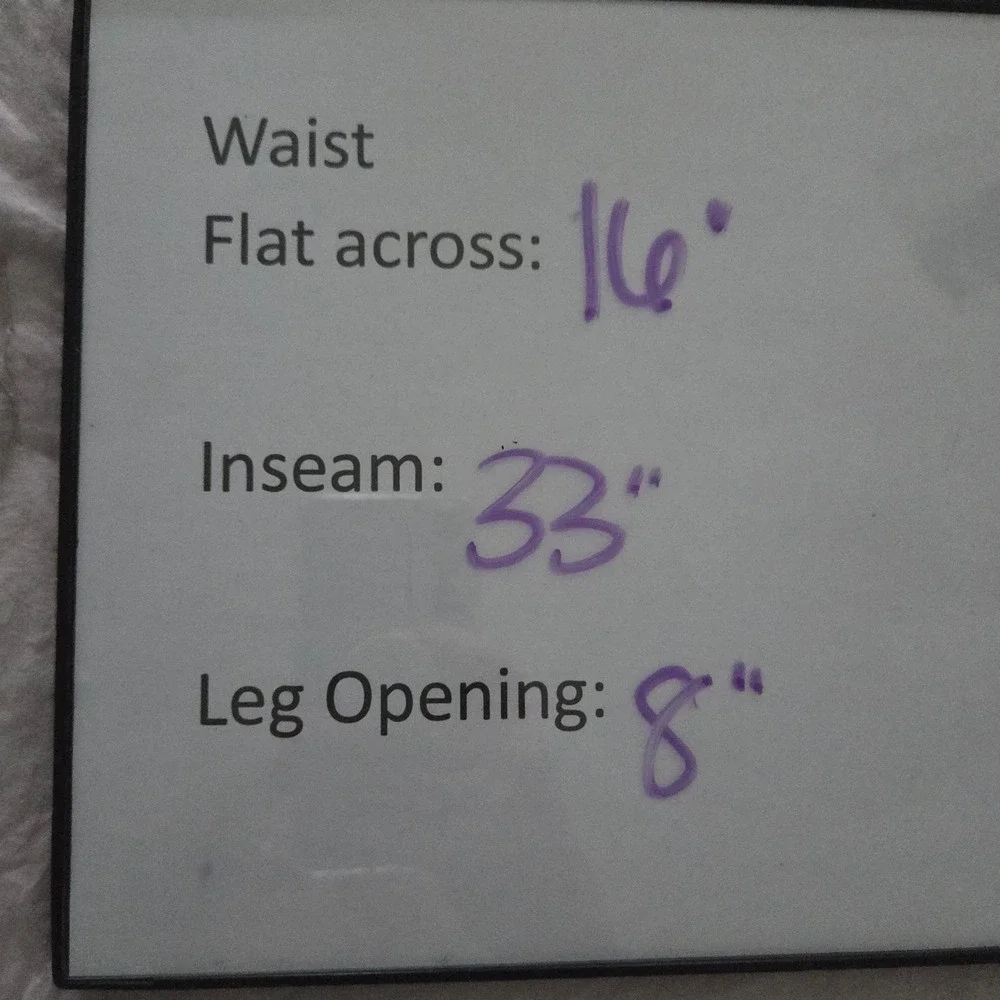 Waist
Flat across: 16"
Inseam: 33"
Leg Opening: 8"